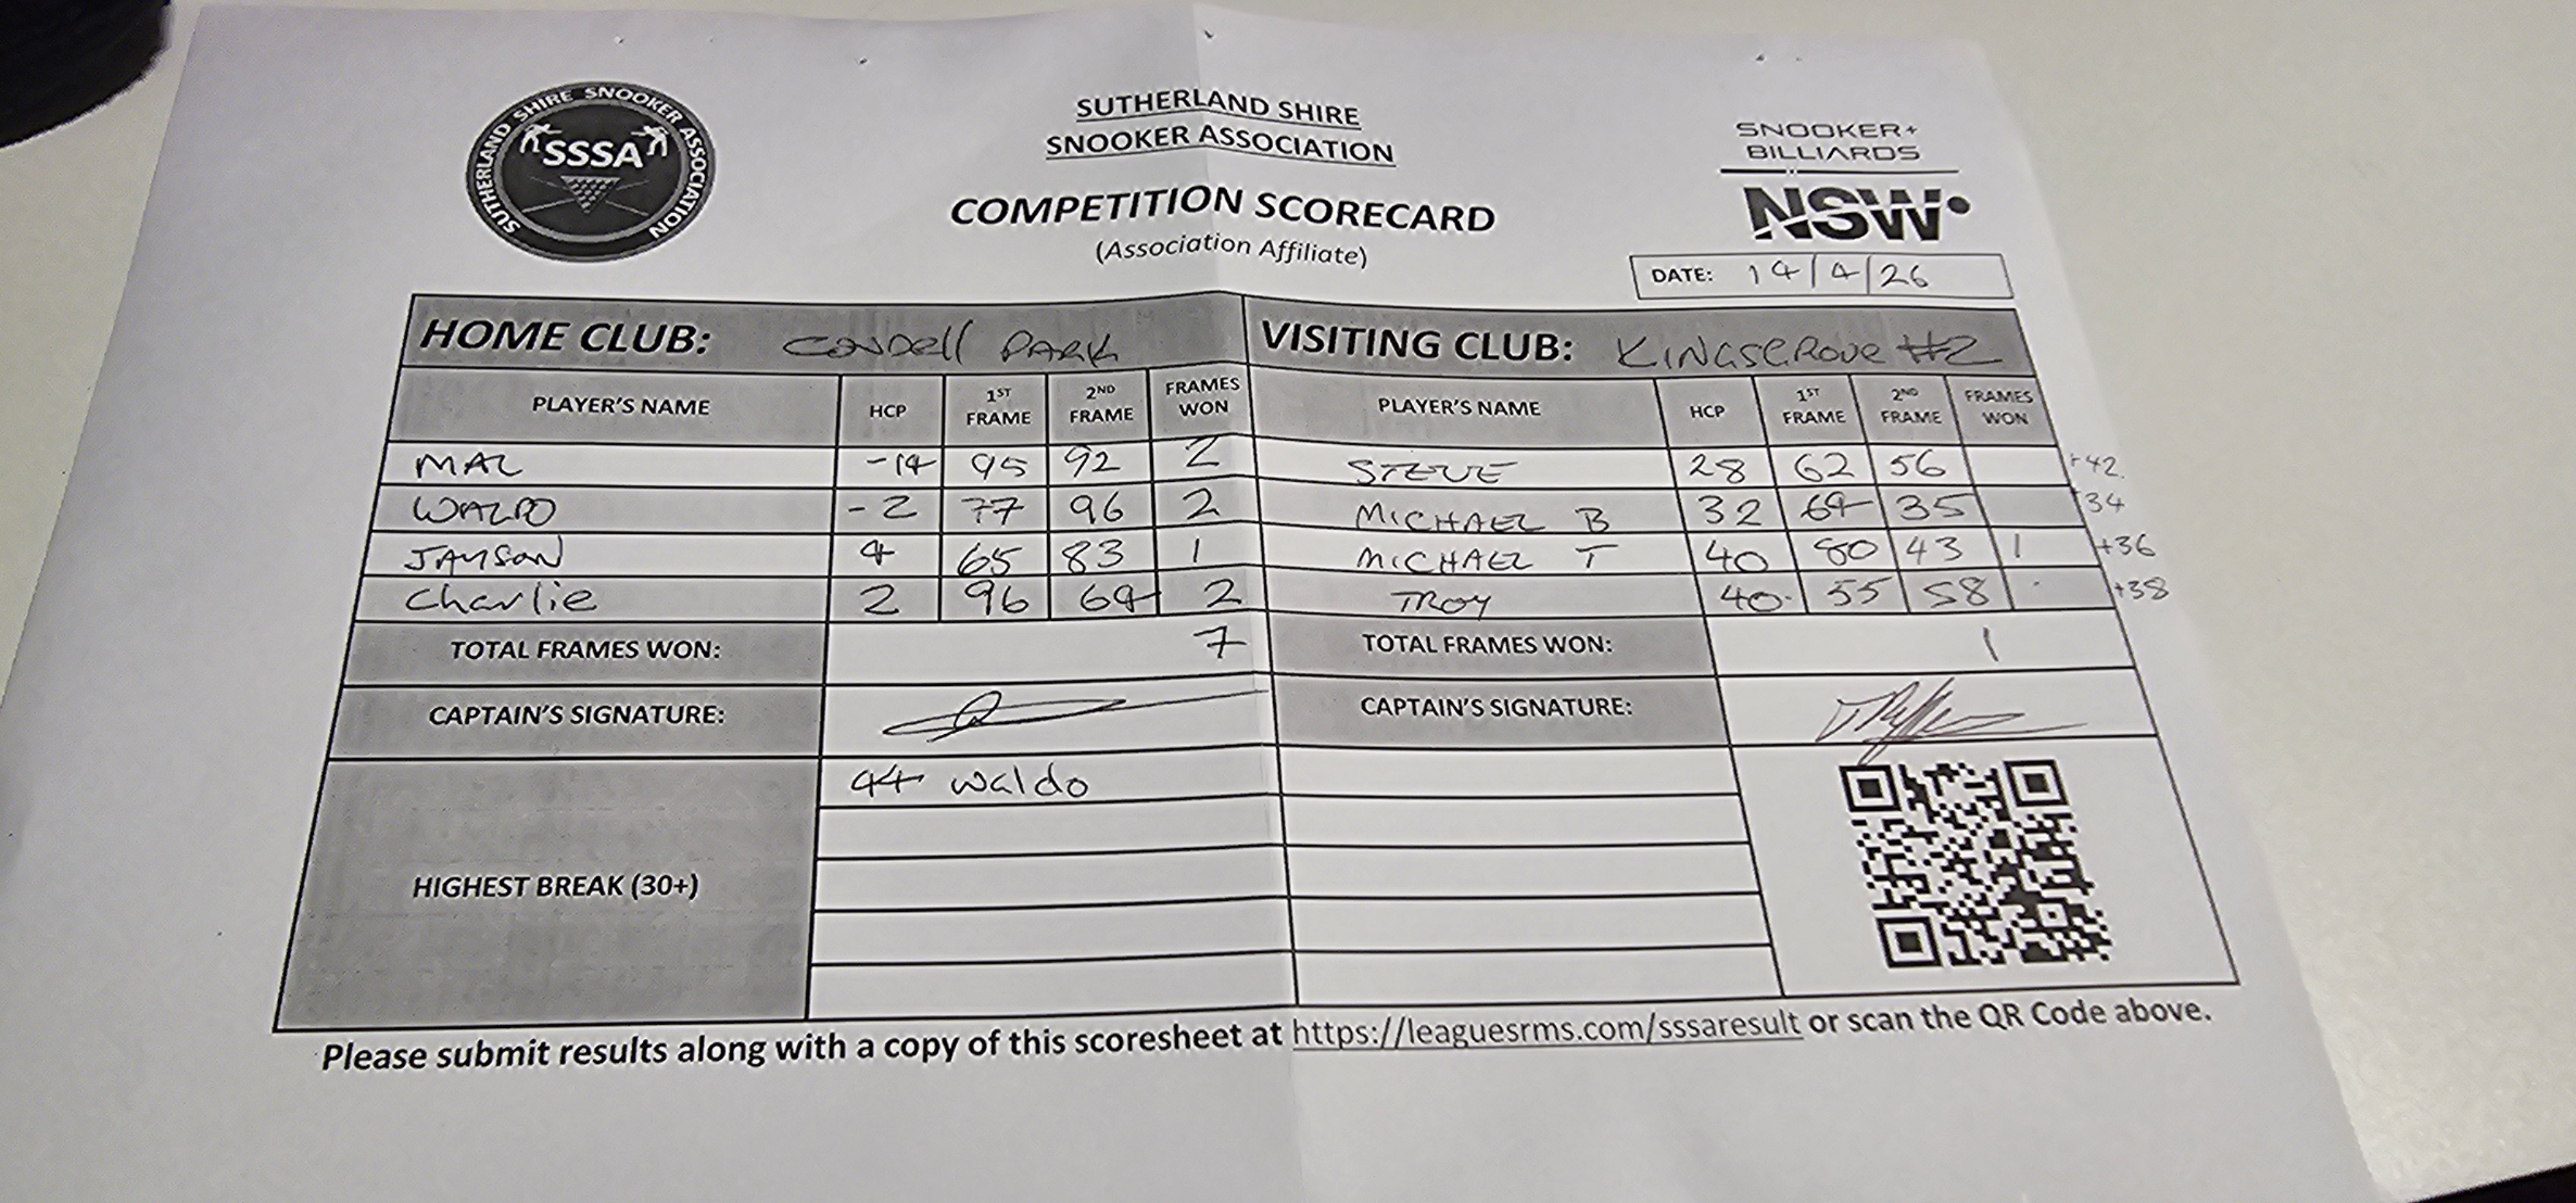 SUTHERLAND SHIRE SNOOKER ASSOCIATION
SSSA
SUTHERLAND SHIRE
SNOOKER ASSOCIATION
COMPETITION SCORECARD
(Association Affiliate)
SNOOKER+
BILLIARDS
NSW
DATE: 14/4/26
HOME CLUB: CONDELL PARK VISITING CLUB: KINGSGROVE #2
PLAYER'S NAME HCP 1ST FRAME 2ND FRAME FRAMES WON PLAYER'S NAME HCP 1ST FRAME 2ND FRAME FRAMES WON
MAL -14 95 92 2 STEVE 28 62 56 +42
WALDO -2 77 96 2 MICHAEL B 32 64 35 +34
JAYSON 4 65 83 1 MICHAEL T 40 80 43 1 +36
Charlie 2 96 64 2 TROY 40 55 58 +38
TOTAL FRAMES WON: 7 TOTAL FRAMES WON: 1
CAPTAIN'S SIGNATURE: CAPTAIN'S SIGNATURE:
44 waldo
HIGHEST BREAK (30+)
Please submit results along with a copy of this scoresheet at https://leaguesrms.com/sssaresult or scan the QR Code above.